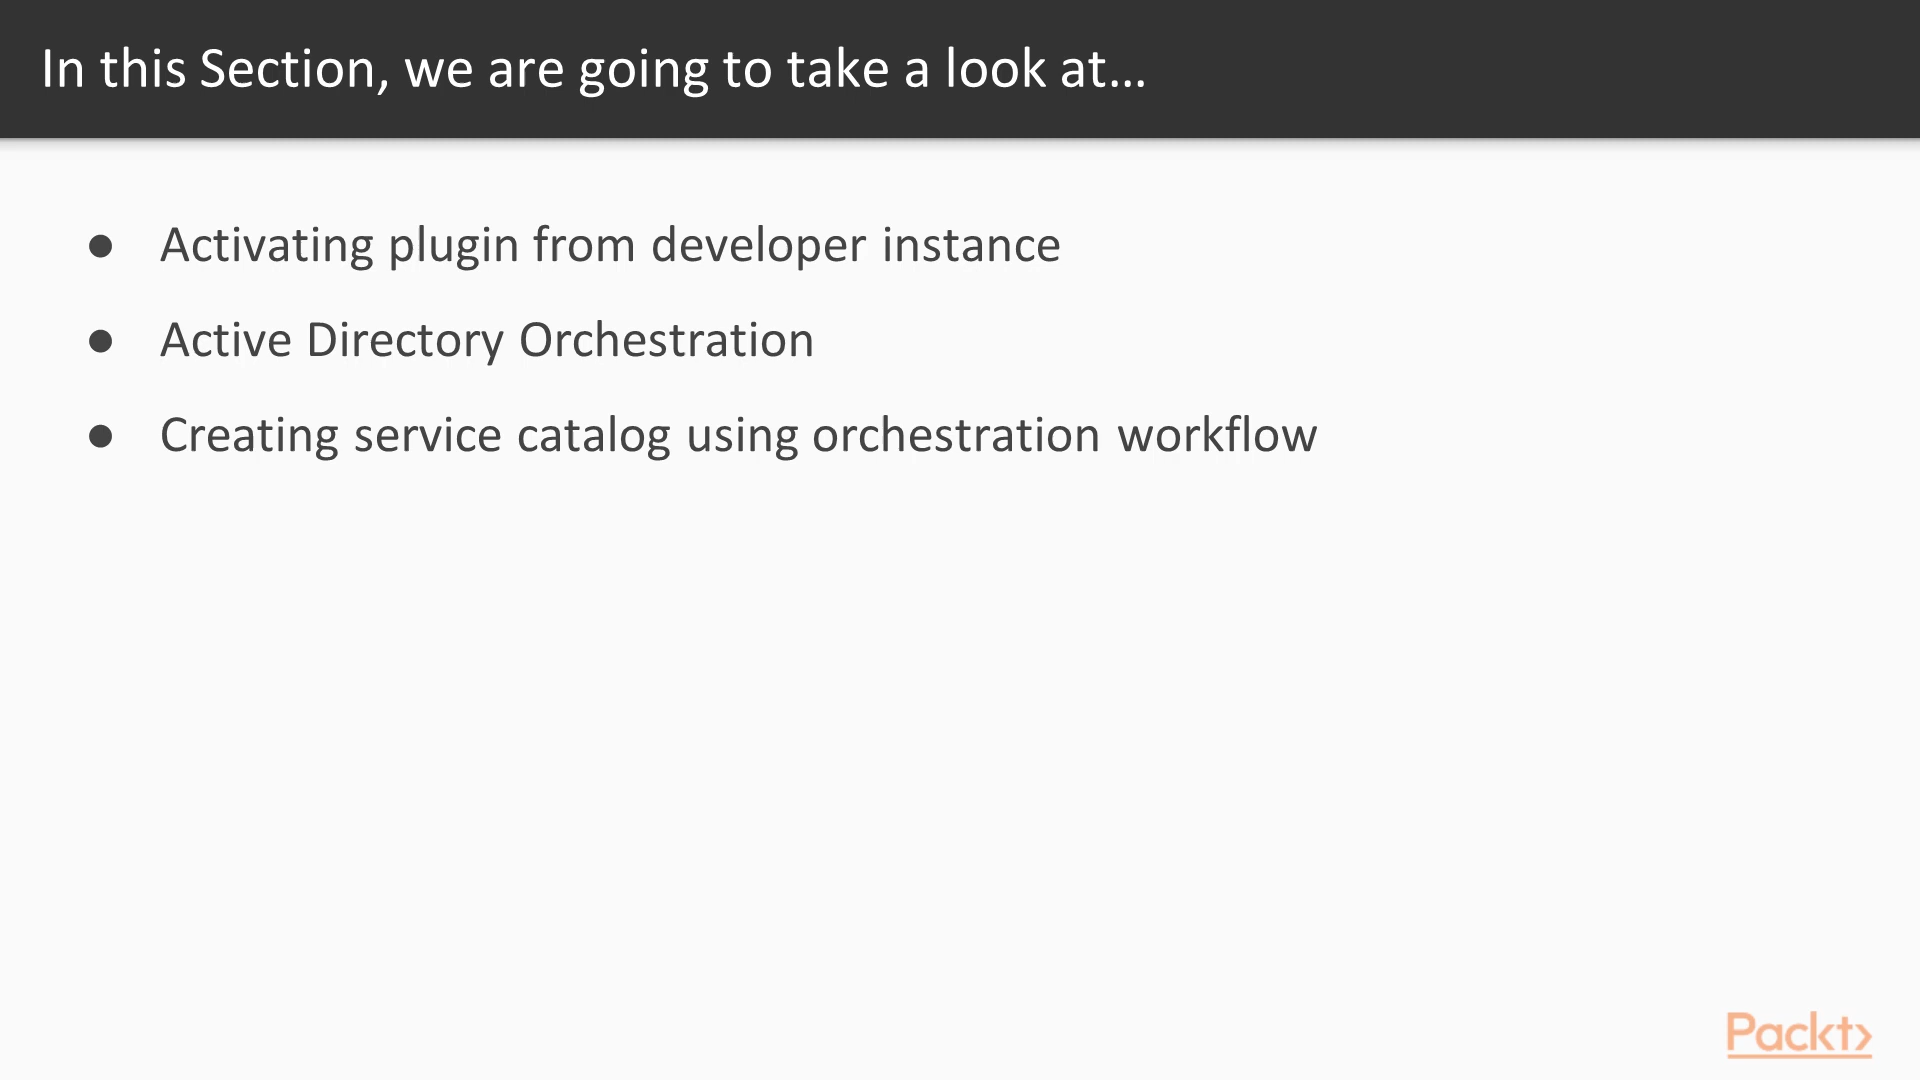 In this Section, we are going to take a look at…
● Activating plugin from developer instance
● Active Directory Orchestration
● Creating service catalog using orchestration workflow
Packt>